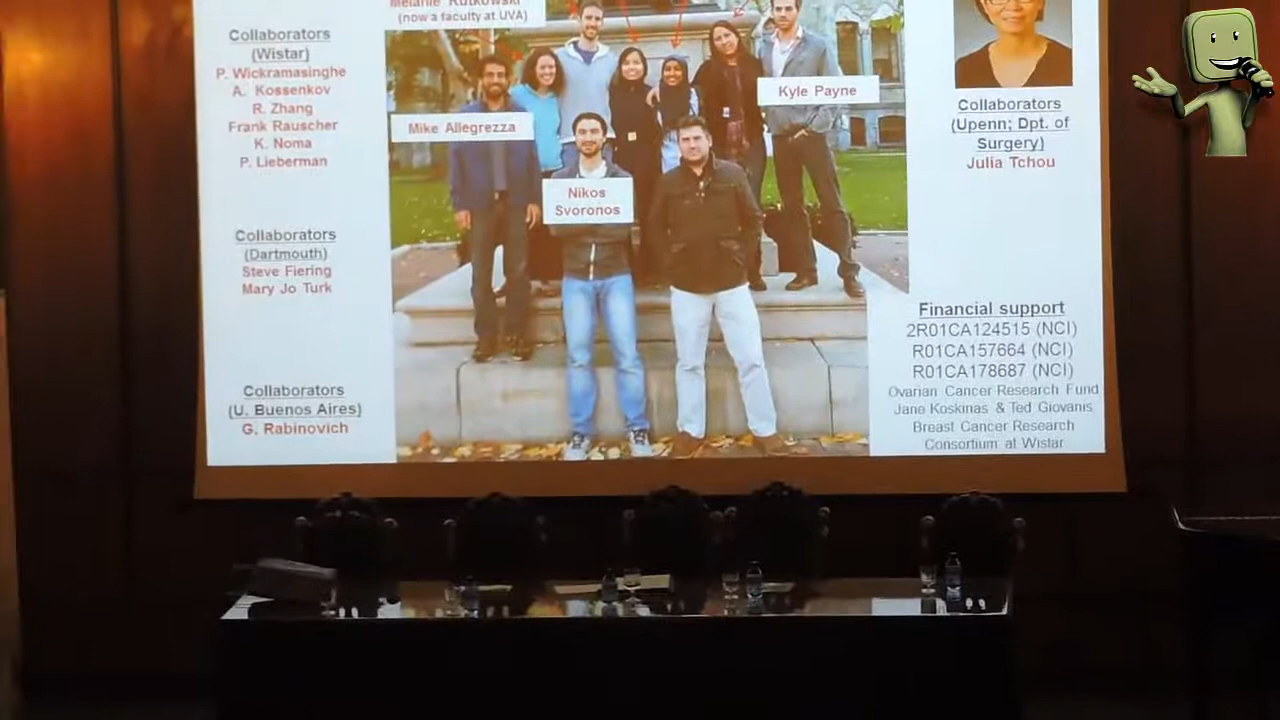 Melanie Rutkowski
(now a faculty at UVA)
Collaborators
(Wistar)
P. Wickramasinghe
A. Kossenkov
R. Zhang
Frank Rauscher
K. Noma
P. Lieberman
Collaborators
(Dartmouth)
Steve Fiering
Mary Jo Turk
Collaborators
(U. Buenos Aires)
G. Rabinovich
Mike Allegrezza
Nikos
Svoronos
Kyle Payne
Collaborators
(Upenn; Dpt. of
Surgery)
Julia Tchou
Financial support
2R01CA124515 (NCI)
R01CA157664 (NCI)
R01CA178687 (NCI)
Ovarian Cancer Research Fund
Jane Koskinas & Ted Giovanis
Breast Cancer Research
Consortium at Wistar